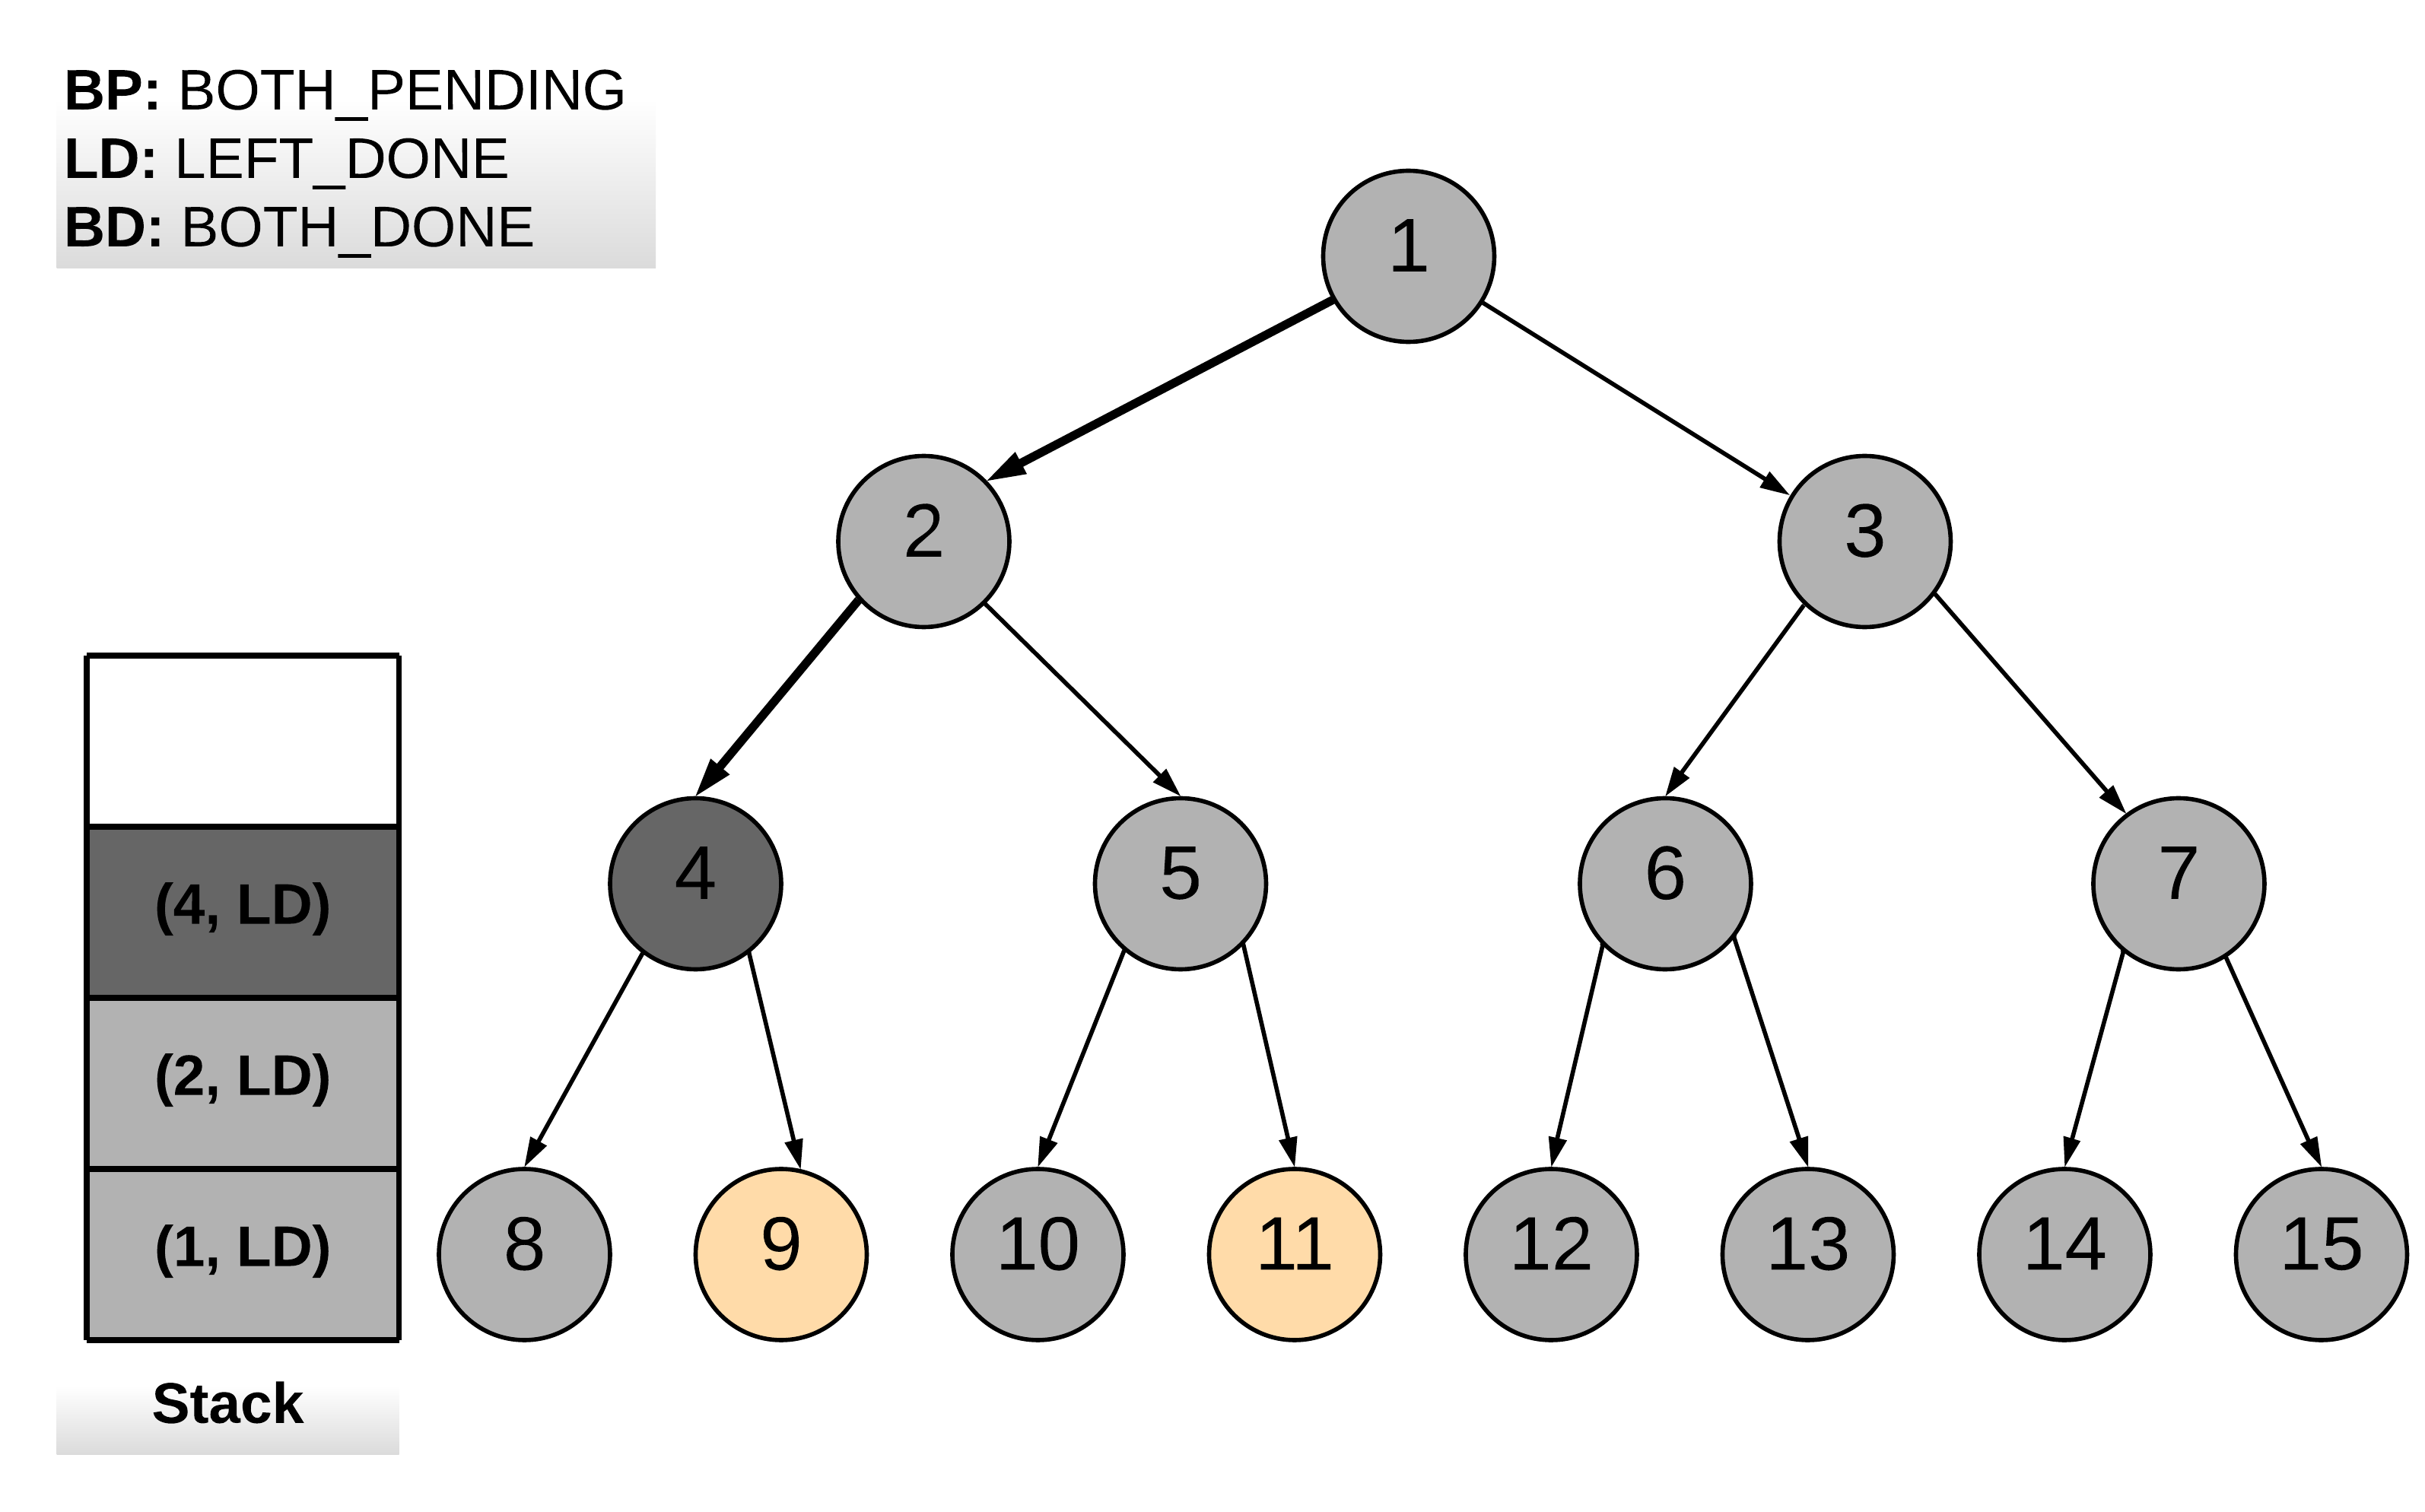 BP: BOTH_PENDING
LD: LEFT_DONE
BD: BOTH_DONE
1
2
3
4
5
6
7
(4, LD)
(2, LD)
(1, LD)
8
9
10
11
12
13
14
15
Stack